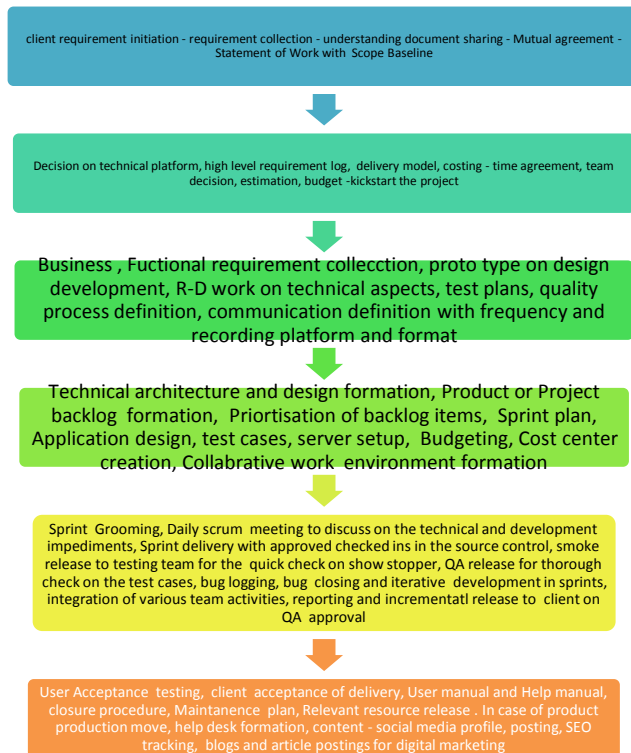 client requirement initiation - requirement collection - understanding document sharing - Mutual agreement -
Statement of Work with Scope Baseline
Decision on technical platform, high level requirement log, delivery model, costing - time agreement, team
decision, estimation, budget -kickstart the project
Business , Fuctional requirement collecction, proto type on design
development, R-D work on technical aspects, test plans, quality
process definition, communication definition with frequency and
recording platform and format
Technical architecture and design formation, Product or Project
backlog formation, Priortisation of backlog items, Sprint plan,
Application design, test cases, server setup, Budgeting, Cost center
creation, Collabrative work environment formation
Sprint Grooming, Daily scrum meeting to discuss on the technical and development
impediments, Sprint delivery with approved checked ins in the source control, smoke
release to testing team for the quick check on show stopper, QA release for thorough
check on the test cases, bug logging, bug closing and iterative development in sprints,
integration of various team activities, reporting and incrementatl release to client on
QA approval
User Acceptance testing, client acceptance of delivery, User manual and Help manual,
closure procedure, Maintanence plan, Relevant resource release . In case of product
production move, help desk formation, content - social media profile, posting, SEO
tracking, blogs and article postings for digital marketing